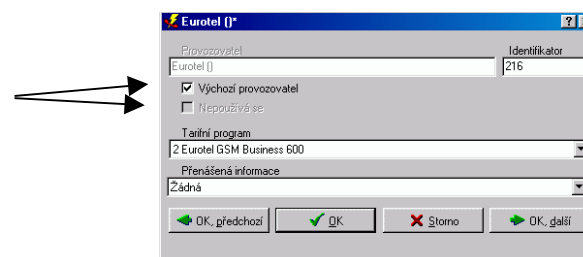 Eurotel ()*
Provozovatel Identifikator
Eurotel () 216
Výchozí provozovatel
Nepoužívá se
Tarifní program
2 Eurotel GSM Business 600
Přenášená informace
Žádná
OK, předchozí OK Storno OK, další